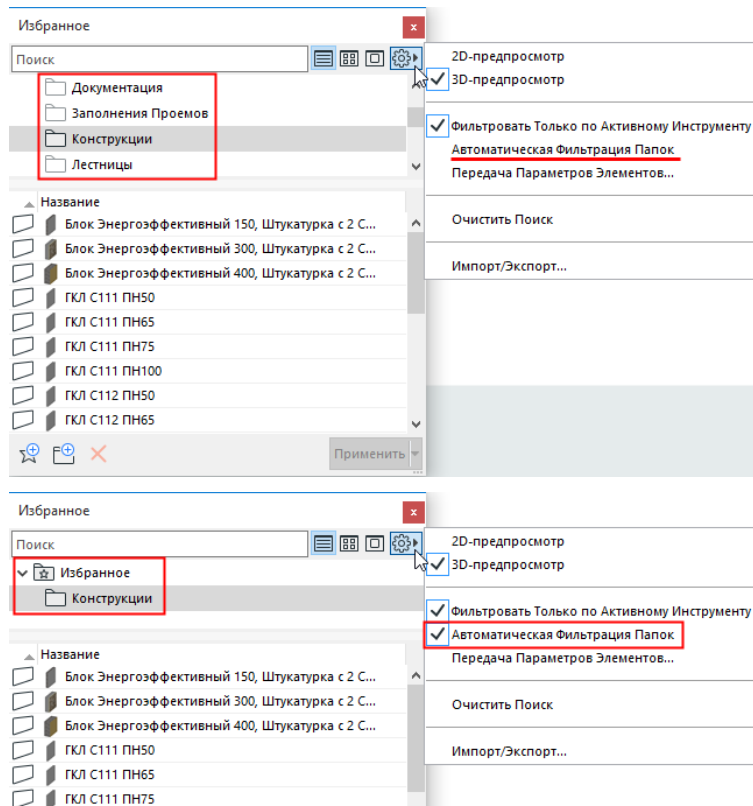 Избранное
Поиск
Документация
Заполнения Проемов
Конструкции
Лестницы
Название
Блок Энергоэффективный 150, Штукатурка с 2 С...
Блок Энергоэффективный 300, Штукатурка с 2 С...
Блок Энергоэффективный 400, Штукатурка с 2 С...
ГКЛ С111 ПН50
ГКЛ С111 ПН65
ГКЛ С111 ПН75
ГКЛ С111 ПН100
ГКЛ С112 ПН50
ГКЛ С112 ПН65
Применить
2D-предпросмотр
3D-предпросмотр
Фильтровать Только по Активному Инструменту
Автоматическая Фильтрация Папок
Передача Параметров Элементов...
Очистить Поиск
Импорт/Экспорт...
Избранное
Поиск
Избранное
Конструкции
Название
Блок Энергоэффективный 150, Штукатурка с 2 С...
Блок Энергоэффективный 300, Штукатурка с 2 С...
Блок Энергоэффективный 400, Штукатурка с 2 С...
ГКЛ С111 ПН50
ГКЛ С111 ПН65
ГКЛ С111 ПН75
2D-предпросмотр
3D-предпросмотр
Фильтровать Только по Активному Инструменту
Автоматическая Фильтрация Папок
Передача Параметров Элементов...
Очистить Поиск
Импорт/Экспорт...